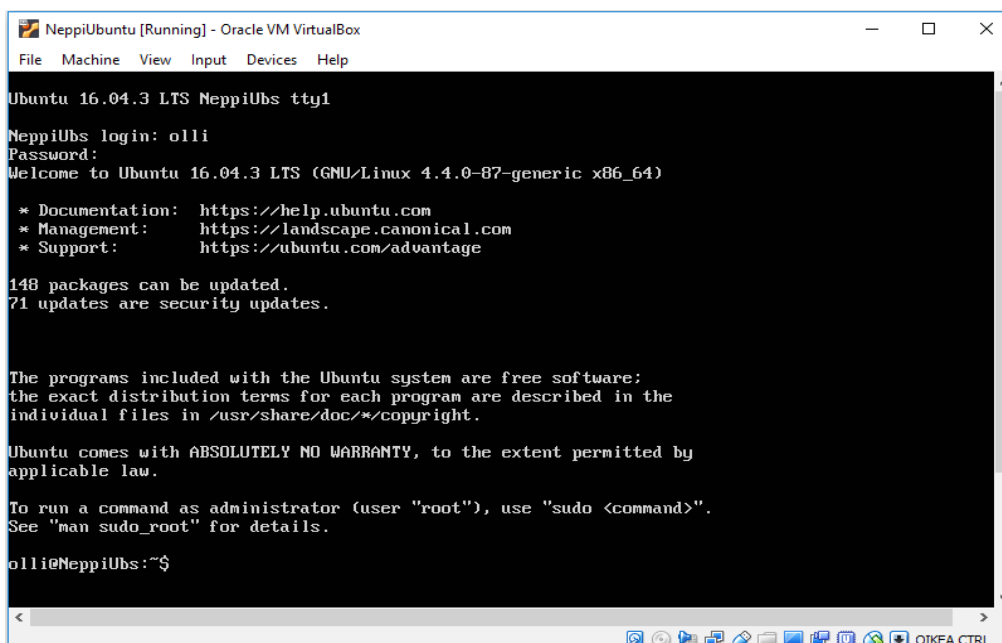 NeppiUbuntu [Running] - Oracle VM VirtualBox
File Machine View Input Devices Help
Ubuntu 16.04.3 LTS NeppiUbs tty1
NeppiUbs login: olli
Password:
Welcome to Ubuntu 16.04.3 LTS (GNU/Linux 4.4.0-87-generic x86_64)
* Documentation: https://help.ubuntu.com
* Management: https://landscape.canonical.com
* Support: https://ubuntu.com/advantage
148 packages can be updated.
71 updates are security updates.
The programs included with the Ubuntu system are free software;
the exact distribution terms for each program are described in the
individual files in /usr/share/doc/*/copyright.
Ubuntu comes with ABSOLUTELY NO WARRANTY, to the extent permitted by
applicable law.
To run a command as administrator (user "root"), use "sudo <command>".
See "man sudo_root" for details.
olli@NeppiUbs:~$
OIKEA CTRL